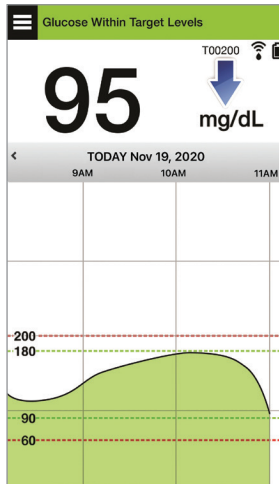 Glucose Within Target Levels
T00200
95
mg/dL
TODAY Nov 19, 2020
9AM 10AM 11AM
200
180
90
60